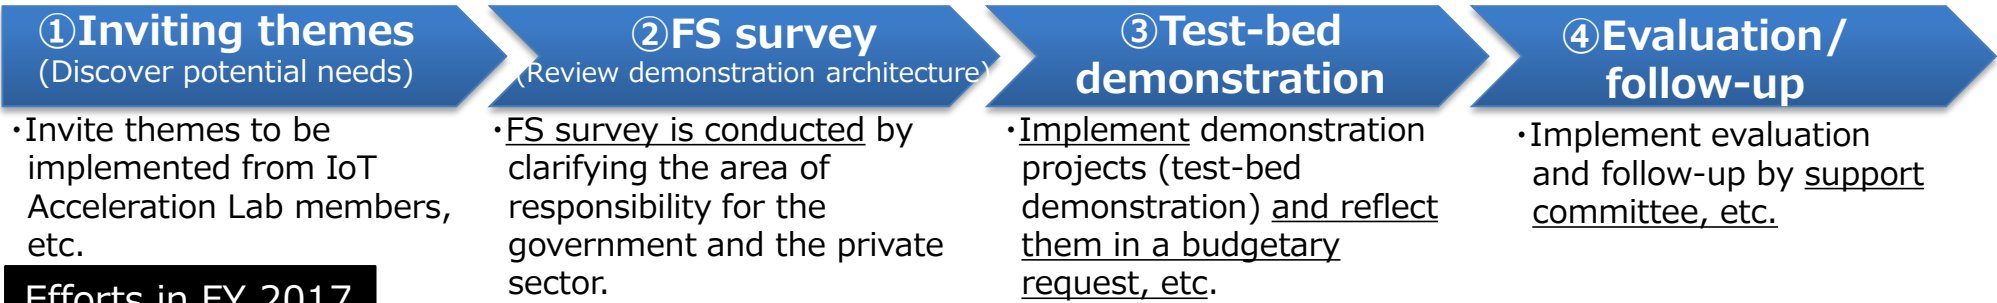 ①Inviting themes
(Discover potential needs)
・Invite themes to be
implemented from IoT
Acceleration Lab members,
etc.
②FS survey
(Review demonstration architecture)
・FS survey is conducted by
clarifying the area of
responsibility for the
government and the private
sector.
③Test-bed
demonstration
・Implement demonstration
projects (test-bed
demonstration) and reflect
them in a budgetary
request, etc.
④Evaluation/
follow-up
・Implement evaluation
and follow-up by support
committee, etc.
Efforts in FY 2017